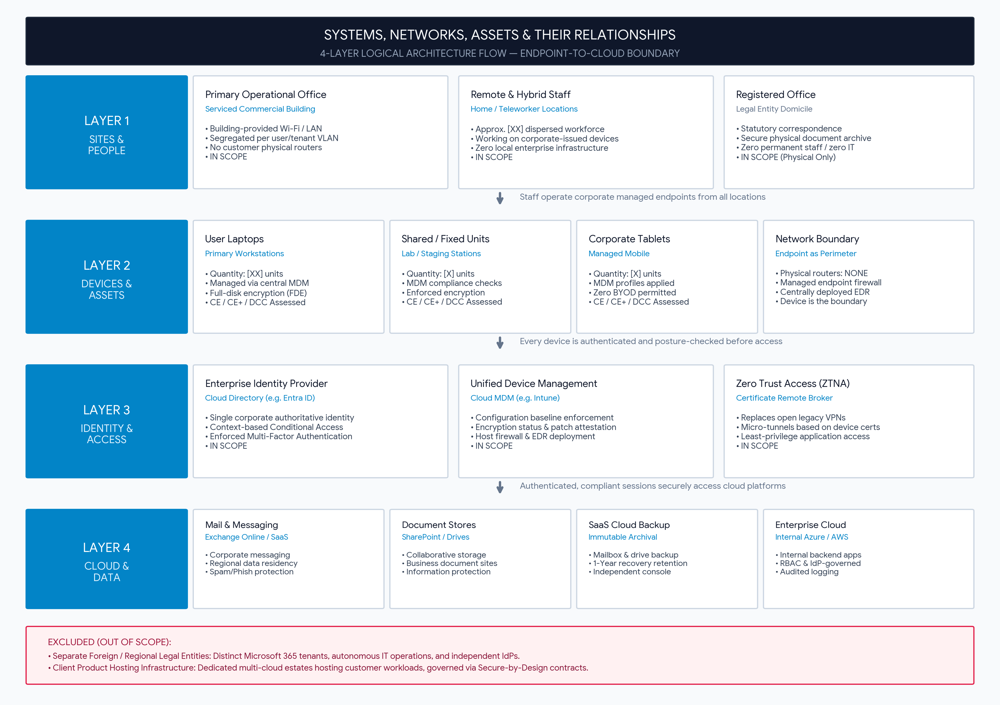 SYSTEMS, NETWORKS, ASSETS & THEIR RELATIONSHIPS
4-LAYER LOGICAL ARCHITECTURE FLOW — ENDPOINT-TO-CLOUD BOUNDARY
LAYER 1
SITES &
PEOPLE
Primary Operational Office
Serviced Commercial Building
• Building-provided Wi-Fi / LAN
• Segregated per user/tenant VLAN
• No customer physical routers
• IN SCOPE
Remote & Hybrid Staff
Home / Teleworker Locations
• Approx. [XX] dispersed workforce
• Working on corporate-issued devices
• Zero local enterprise infrastructure
• IN SCOPE
Registered Office
Legal Entity Domicile
• Statutory correspondence
• Secure physical document archive
• Zero permanent staff / zero IT
• IN SCOPE (Physical Only)
Staff operate corporate managed endpoints from all locations
LAYER 2
DEVICES &
ASSETS
User Laptops
Primary Workstations
• Quantity: [XX] units
• Managed via central MDM
• Full-disk encryption (FDE)
• CE / CE+ / DCC Assessed
Shared / Fixed Units
Lab / Staging Stations
• Quantity: [X] units
• MDM compliance checks
• Enforced encryption
• CE / CE+ / DCC Assessed
Corporate Tablets
Managed Mobile
• Quantity: [X] units
• MDM profiles applied
• Zero BYOD permitted
• CE / CE+ / DCC Assessed
Network Boundary
Endpoint as Perimeter
• Physical routers: NONE
• Managed endpoint firewall
• Centrally deployed EDR
• Device is the boundary
Every device is authenticated and posture-checked before access
LAYER 3
IDENTITY &
ACCESS
Enterprise Identity Provider
Cloud Directory (e.g. Entra ID)
• Single corporate authoritative identity
• Context-based Conditional Access
• Enforced Multi-Factor Authentication
• IN SCOPE
Unified Device Management
Cloud MDM (e.g. Intune)
• Configuration baseline enforcement
• Encryption status & patch attestation
• Host firewall & EDR deployment
• IN SCOPE
Zero Trust Access (ZTNA)
Certificate Remote Broker
• Replaces open legacy VPNs
• Micro-tunnels based on device certs
• Least-privilege application access
• IN SCOPE
Authenticated, compliant sessions securely access cloud platforms
LAYER 4
CLOUD &
DATA
Mail & Messaging
Exchange Online / SaaS
• Corporate messaging
• Regional data residency
• Spam/Phish protection
Document Stores
SharePoint / Drives
• Collaborative storage
• Business document sites
• Information protection
SaaS Cloud Backup
Immutable Archival
• Mailbox & drive backup
• 1-Year recovery retention
• Independent console
Enterprise Cloud
Internal Azure / AWS
• Internal backend apps
• RBAC & IdP-governed
• Audited logging
EXCLUDED (OUT OF SCOPE):
• Separate Foreign / Regional Legal Entities: Distinct Microsoft 365 tenants, autonomous IT operations, and independent IdPs.
• Client Product Hosting Infrastructure: Dedicated multi-cloud estates hosting customer workloads, governed via Secure-by-Design contracts.